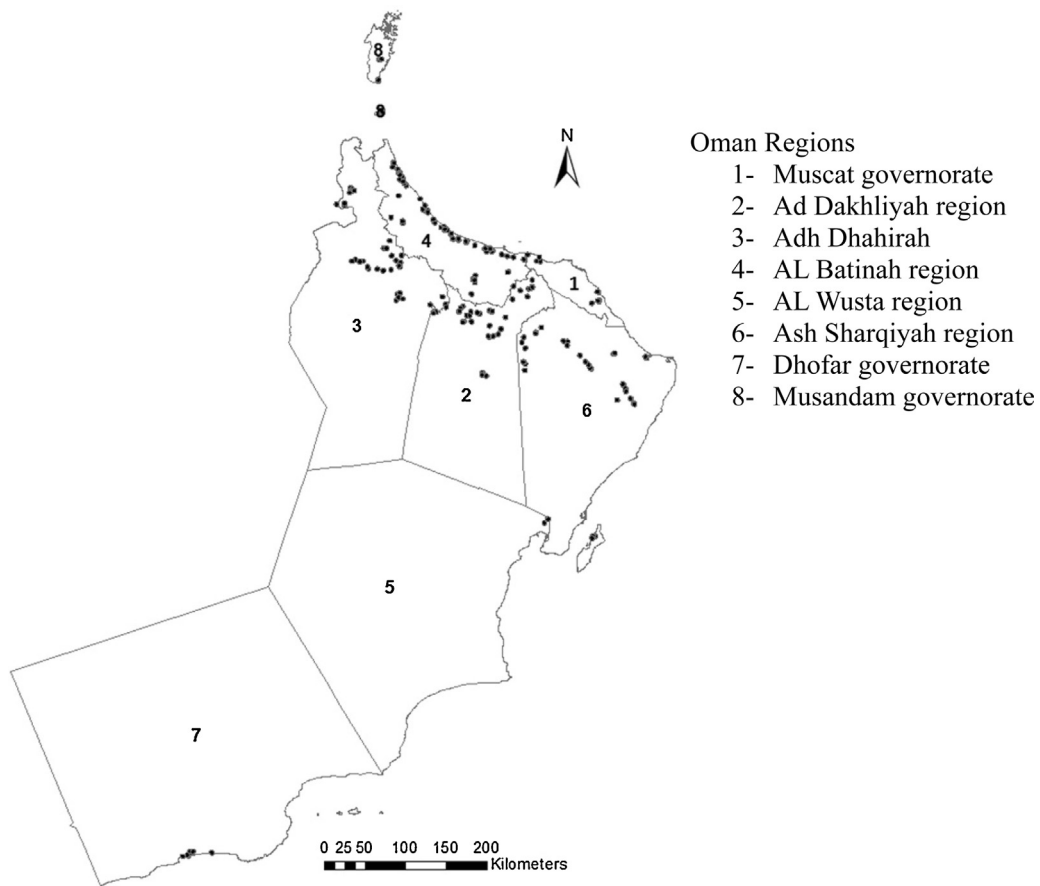 8
8
N
Oman Regions
1- Muscat governorate
2- Ad Dakhliyah region
3- Adh Dhahirah
4- AL Batinah region
5- AL Wusta region
6- Ash Sharqiyah region
7- Dhofar governorate
8- Musandam governorate
4
1
3
2
6
5
7
0 25 50 100 150 200
Kilometers